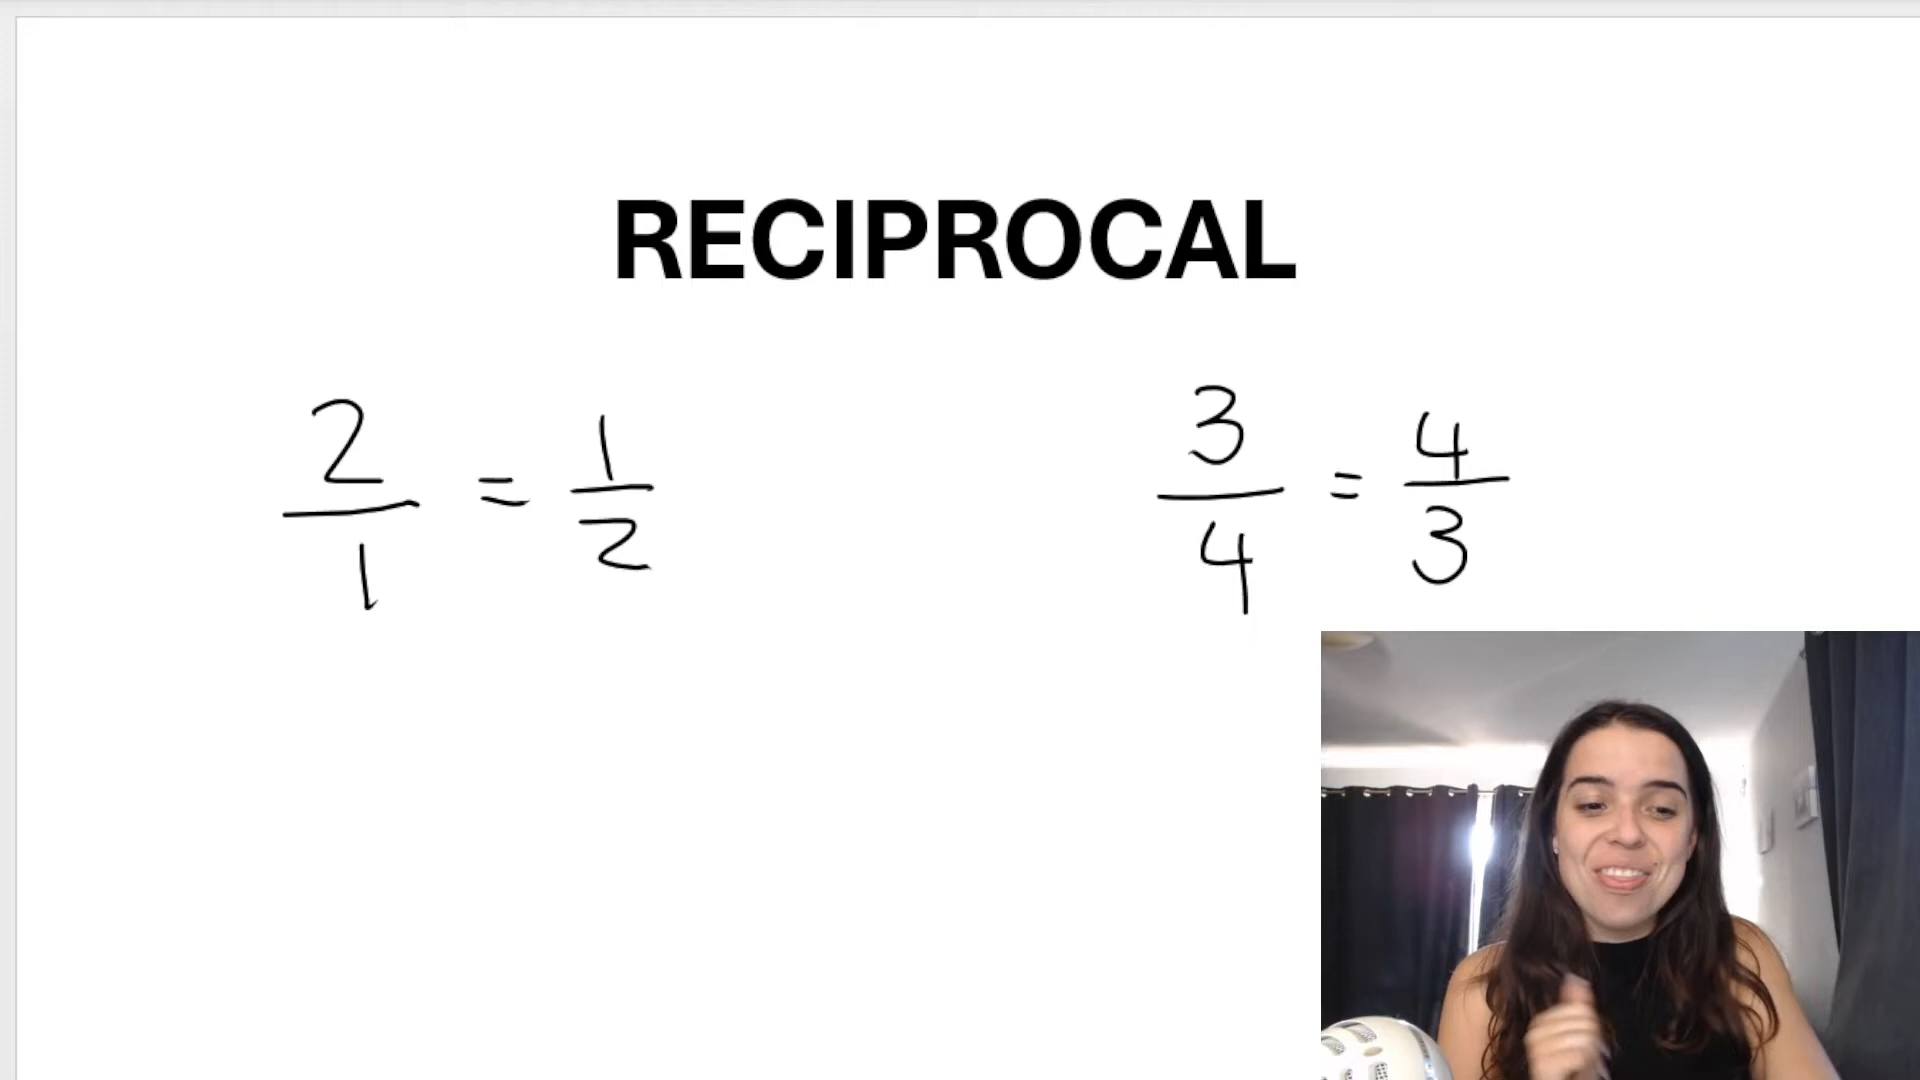 RECIPROCAL
2/1 = 1/2
3/4 = 4/3